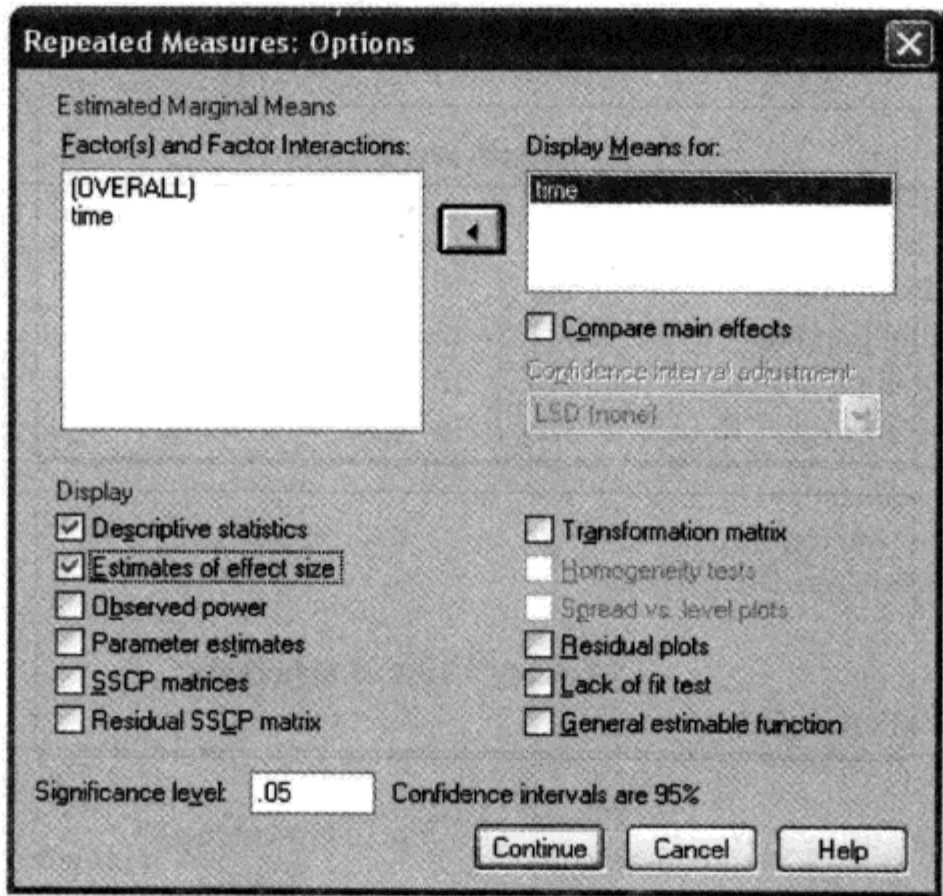 Repeated Measures: Options
Estimated Marginal Means
Factor(s) and Factor Interactions:
(OVERALL)
time
Display Means for:
time
Compare main effects
Confidence interval adjustment:
LSD (none)
Display
Descriptive statistics
Estimates of effect size
Observed power
Parameter estimates
SSCP matrices
Residual SSCP matrix
Transformation matrix
Homogeneity tests
Spread vs. level plots
Residual plots
Lack of fit test
General estimable function
Significance level: .05 Confidence intervals are 95%
Continue Cancel Help